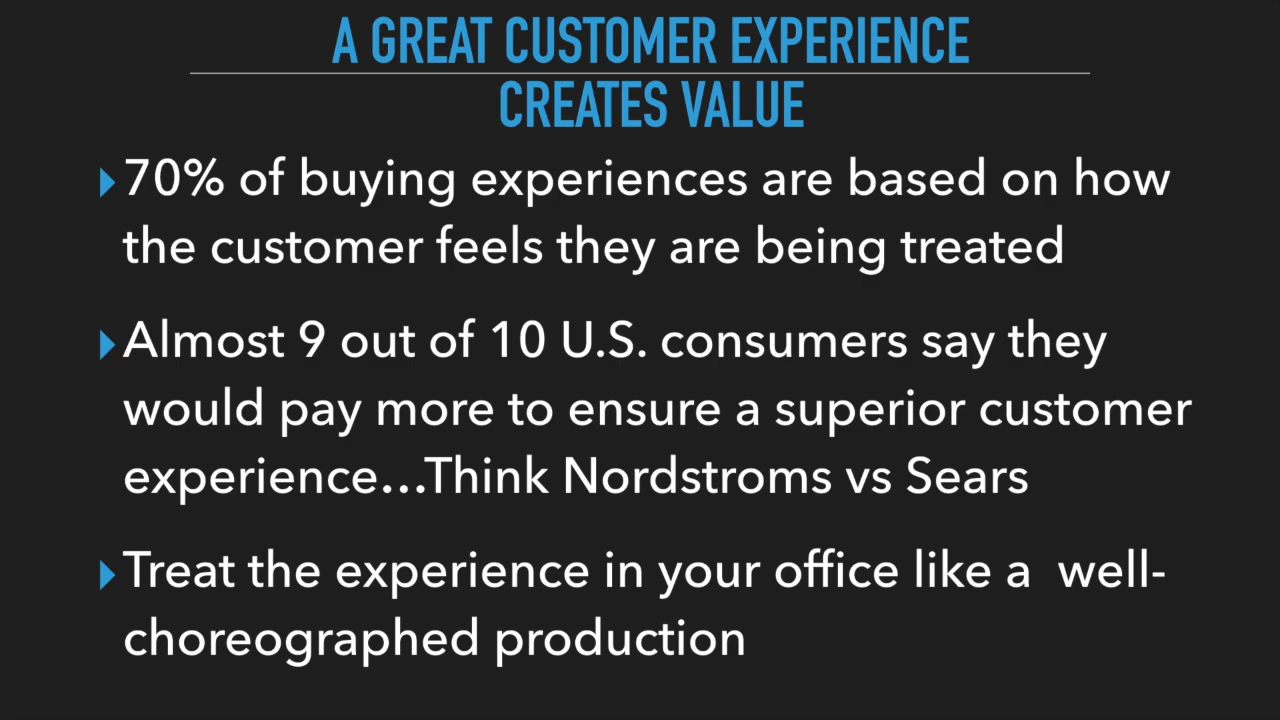 A GREAT CUSTOMER EXPERIENCE
CREATES VALUE
70% of buying experiences are based on how
the customer feels they are being treated
Almost 9 out of 10 U.S. consumers say they
would pay more to ensure a superior customer
experience...Think Nordstroms vs Sears
Treat the experience in your office like a  well-
choreographed production